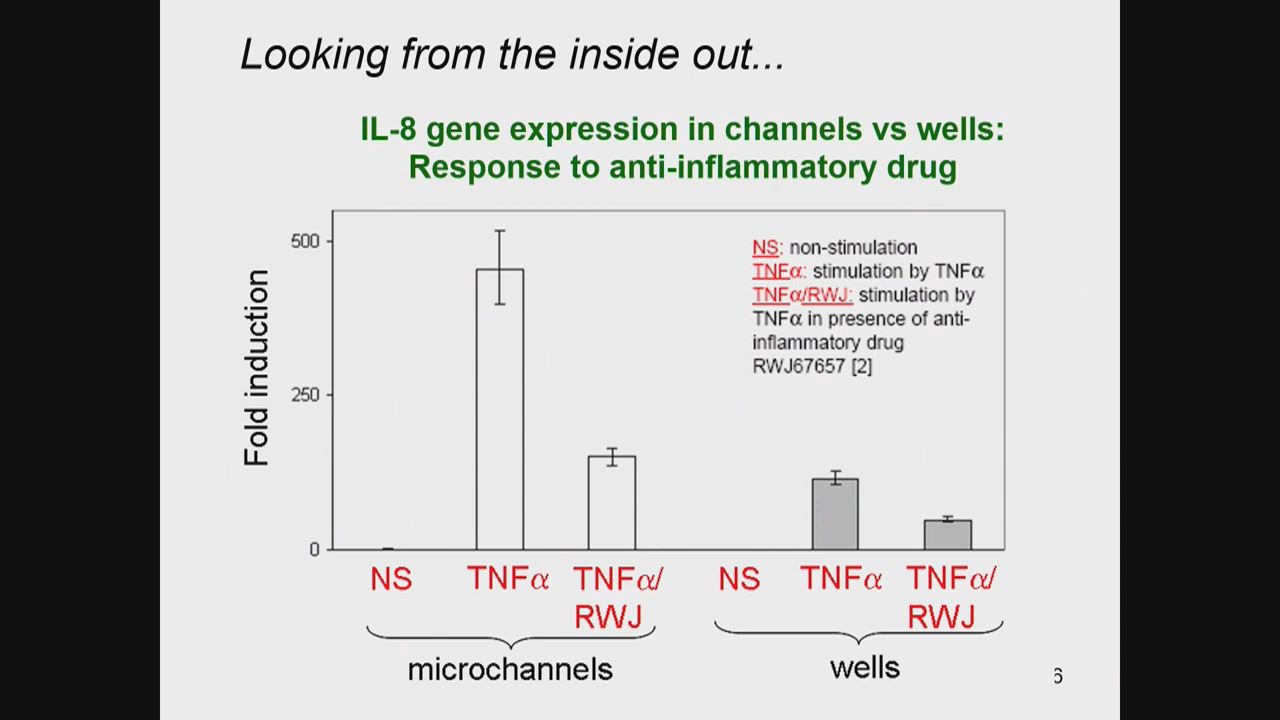 Looking from the inside out...
IL-8 gene expression in channels vs wells:
Response to anti-inflammatory drug
Fold induction
500
250
0
NS: non-stimulation
TNFα: stimulation by TNFα
TNFα/RWJ: stimulation by
TNFα in presence of anti-
inflammatory drug
RWJ67657 [2]
NS TNFα TNFα/ NS TNFα TNFα/
RWJ RWJ
microchannels wells
6